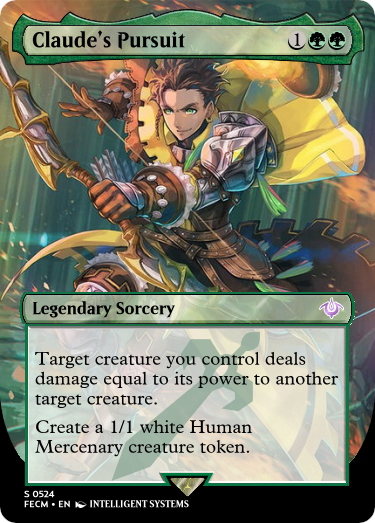 Claude's Pursuit 1
Legendary Sorcery
Target creature you control deals
damage equal to its power to another
target creature.
Create a 1/1 white Human
Mercenary creature token.
S 0524
FECM • EN INTELLIGENT SYSTEMS